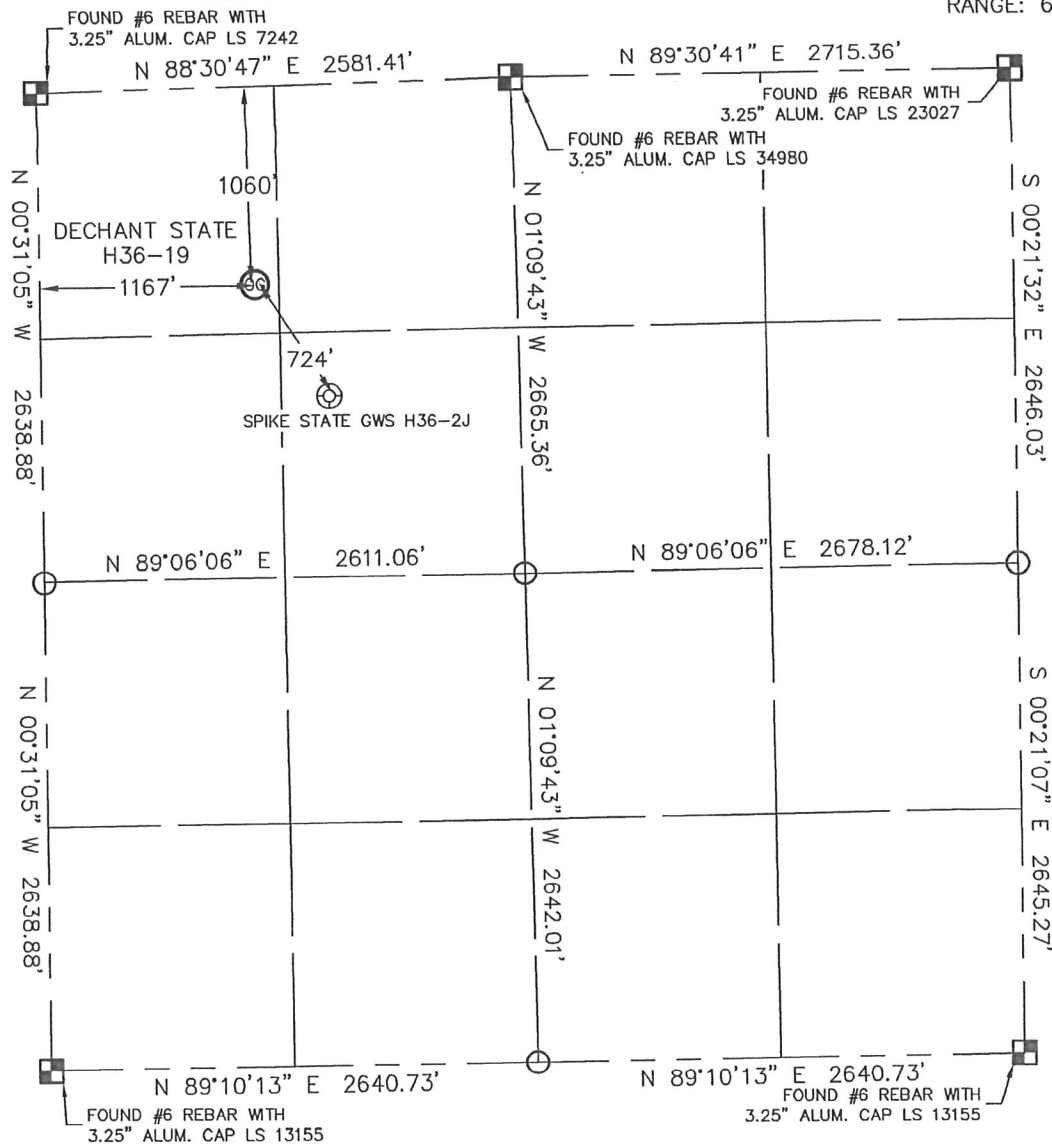 RANGE: 6
FOUND #6 REBAR WITH
3.25" ALUM. CAP LS 7242
N 88°30'47" E 2581.41'
N 89°30'41" E 2715.36'
FOUND #6 REBAR WITH
3.25" ALUM. CAP LS 23027
FOUND #6 REBAR WITH
3.25" ALUM. CAP LS 34980
N 00°31'05" W 2638.88'
1060'
DECHANT STATE
H36-19
1167'
724'
SPIKE STATE GWS H36-2J
N 01°09'43" W 2665.36'
S 00°21'32" E 2646.03'
N 89°06'06" E 2611.06'
N 89°06'06" E 2678.12'
N 00°31'05" W 2638.88'
N 01°09'43" W 2642.01'
S 00°21'07" E 2645.27'
N 89°10'13" E 2640.73'
N 89°10'13" E 2640.73'
FOUND #6 REBAR WITH
3.25" ALUM. CAP LS 13155
FOUND #6 REBAR WITH
3.25" ALUM. CAP LS 13155